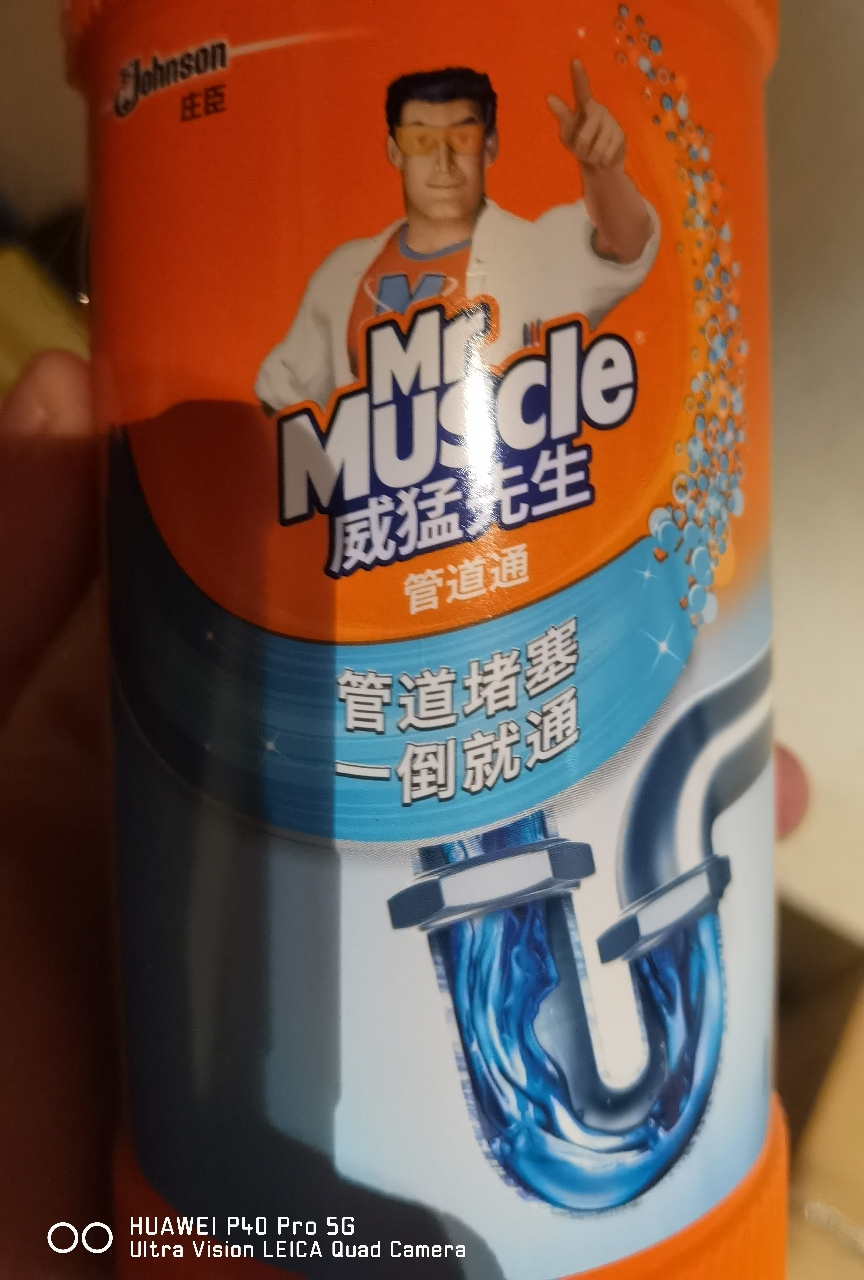 Johnson
庄臣
Mr.
Muscle
威猛先生
管道通
管道堵塞
一倒就通
HUAWEI P40 Pro 5G
Ultra Vision LEICA Quad Camera